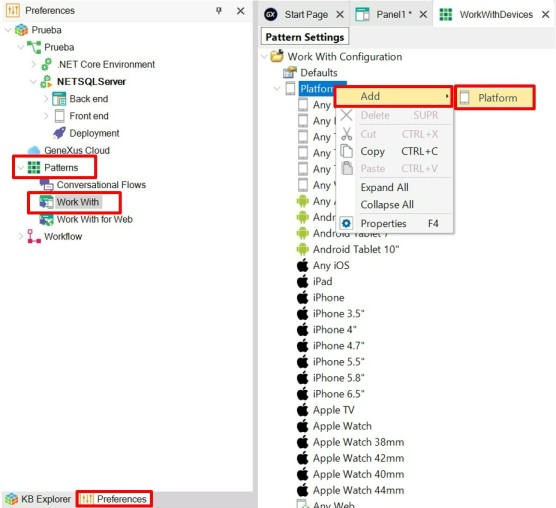 Preferences
Prueba
Prueba
.NET Core Environment
NETSQLServer
Back end
Front end
Deployment
GeneXus Cloud
Patterns
Conversational Flows
Work With
Work With for Web
Workflow
KB Explorer
Preferences
GX Start Page
Panel1 *
WorkWithDevices
Pattern Settings
Work With Configuration
Defaults
Platform
Add
Platform
Delete SUPR
Cut CTRL+X
Copy CTRL+C
Paste CTRL+V
Expand All
Collapse All
Properties F4
Any
Any
Any
Any T
Any T
Any
Any
Android
Android Tablet 7"
Android Tablet 10"
Any iOS
iPad
iPhone
iPhone 3.5"
iPhone 4"
iPhone 4.7"
iPhone 5.5"
iPhone 5.8"
iPhone 6.5"
Apple TV
Apple Watch
Apple Watch 38mm
Apple Watch 42mm
Apple Watch 40mm
Apple Watch 44mm
Any Web